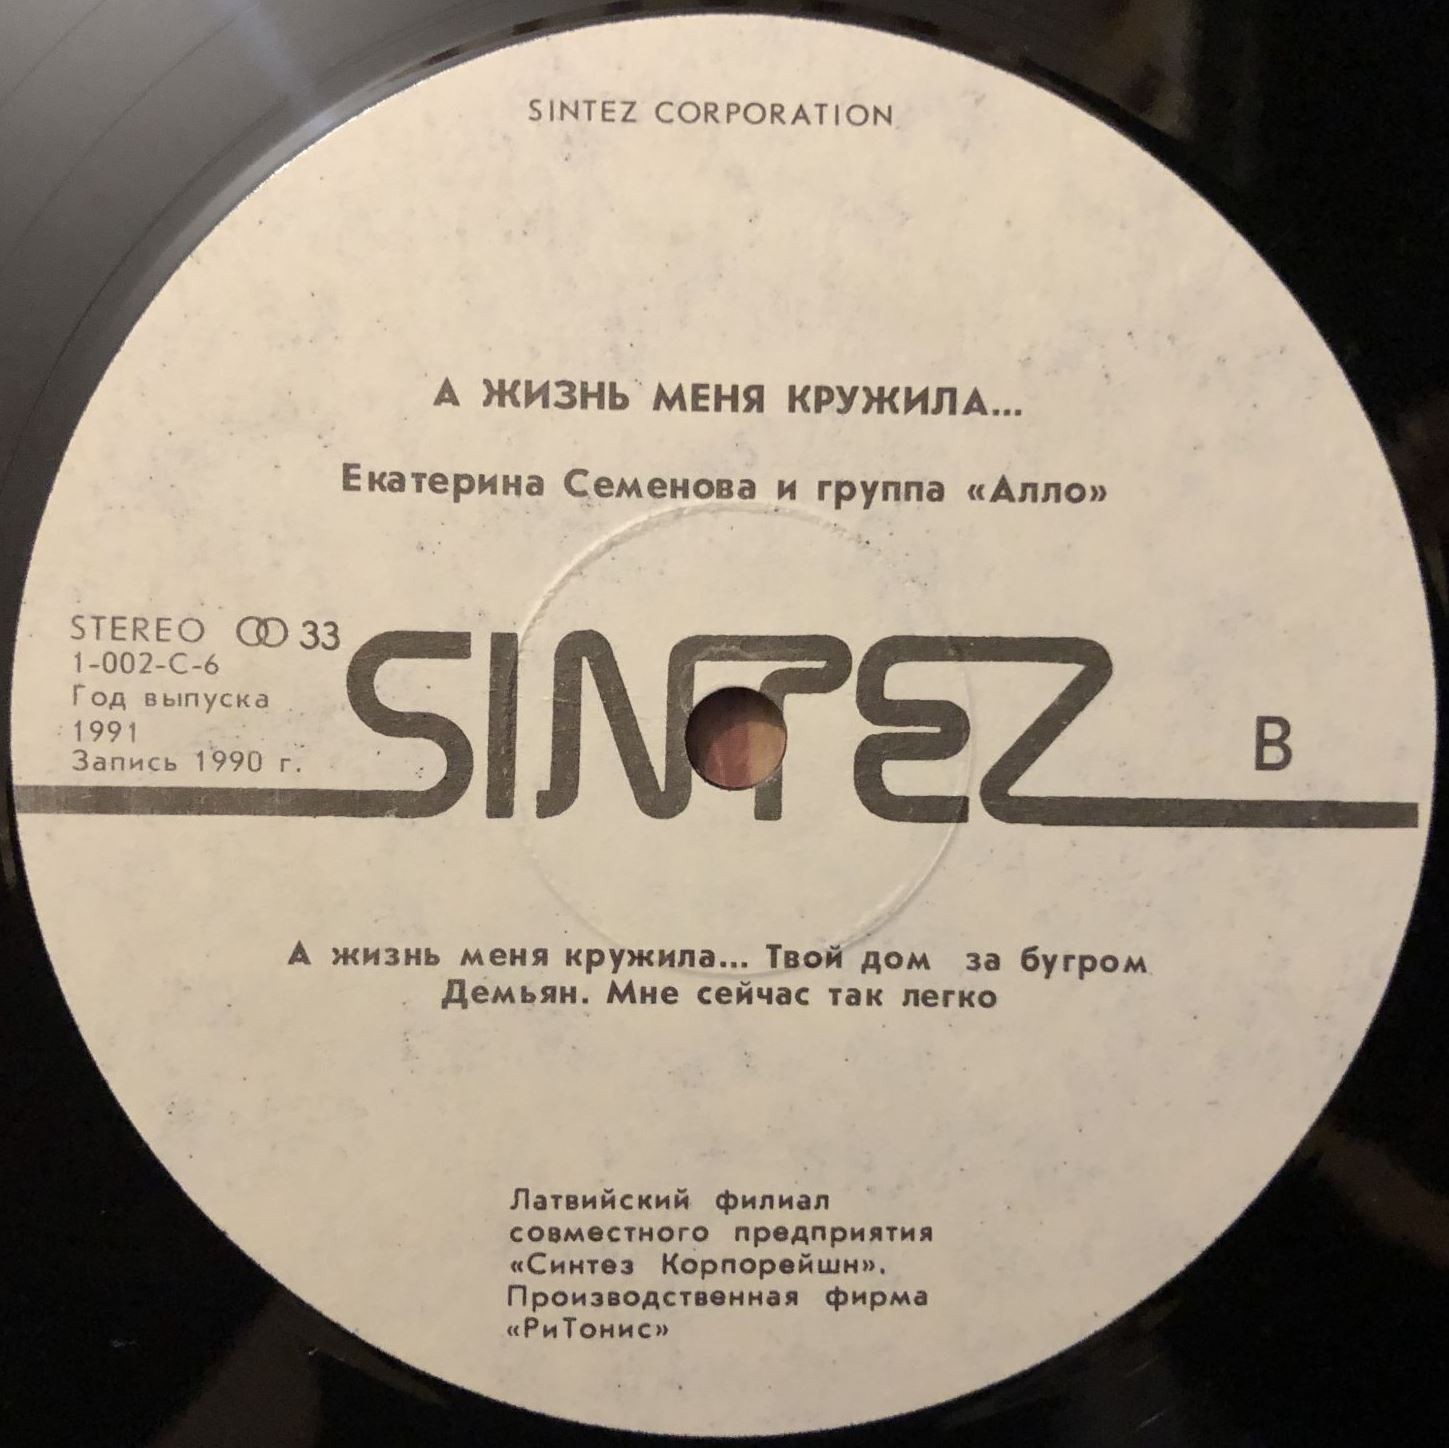 SINTEZ CORPORATION
А ЖИЗНЬ МЕНЯ КРУЖИЛА...
Екатерина Семенова и группа «Алло»
STEREO 33
1-002-С-6
Год выпуска
1991
Запись 1990 г.
SINTEZ
B
А жизнь меня кружила... Твой дом за бугром
Демьян. Мне сейчас так легко
Латвийский филиал
совместного предприятия
«Синтез Корпорейшн».
Производственная фирма
«РиТонис»